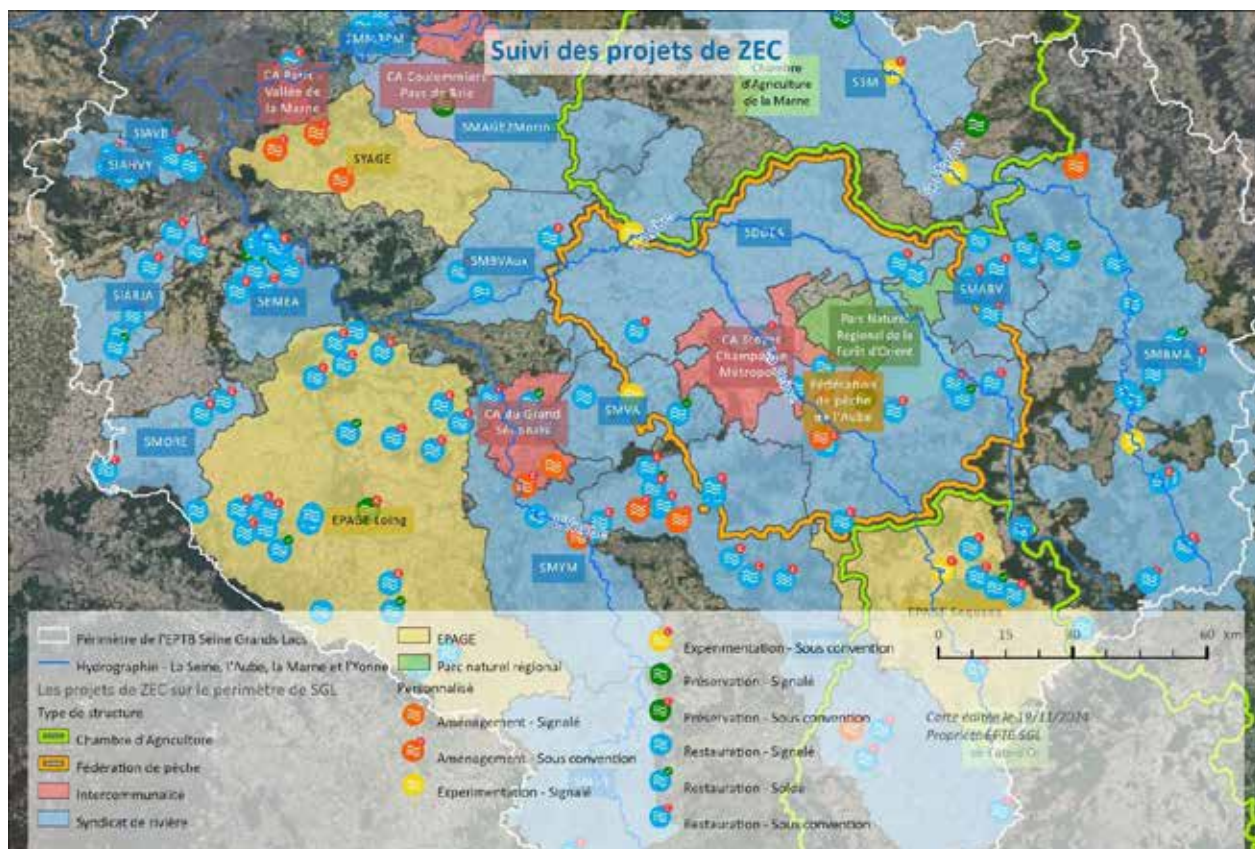 Suivi des projets de ZEC
CA Paris -
Vallée de
la Marne
CA Coulommiers
Pays de Brie
Chambre
d'Agriculture
de la Marne
S3M
SMAGE2Morin
SIAVB
SIAHVY
SYAGE
SDDEA
SMBVAux
SIARJA
SEMEA
SMABV
Parc Naturel
Régional de la
Forêt d'Orient
CA Troyes
Champagne
Métropole
SMBMA
Fédération
de pêche
de l'Aube
CA du Grand
Sénonais
SMVA
SMORE
EPAGE Loing
SMYM
EPAGE Sequana
0 15 30 60 km
Périmètre de l'EPTB Seine Grands Lacs
Hydrographie - La Seine, l'Aube, la Marne et l'Yonne
Les projets de ZEC sur le périmètre de SGL
Type de structure
Chambre d'Agriculture
Fédération de pêche
Intercommunalité
Syndicat de rivière
EPAGE
Parc naturel régional
Personnalisé
Aménagement - Signalé
Aménagement - Sous convention
Experimentation - Signalé
Experimentation - Sous convention
Préservation - Signalé
Préservation - Sous convention
Restauration - Signalé
Restauration - Soldé
Restauration - Sous convention
Carte éditée le 19/11/2024
Propriété EPTB SGL